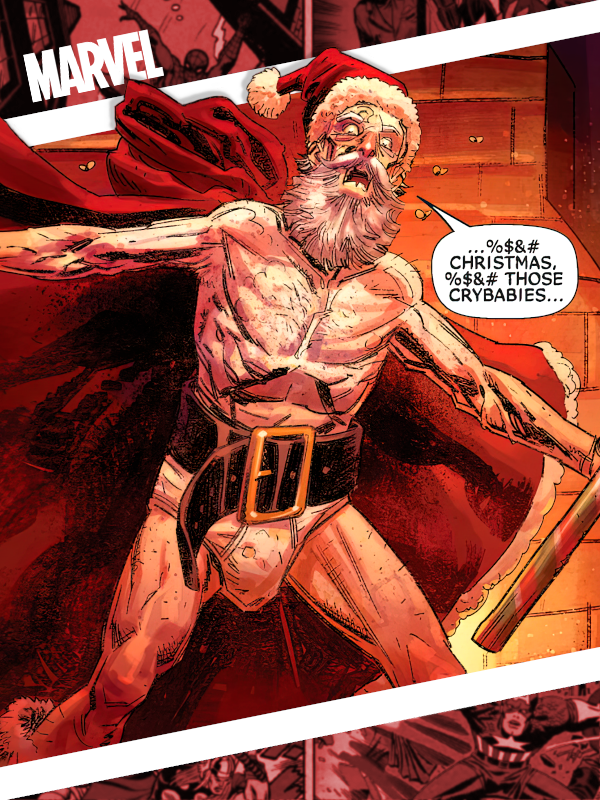 MARVEL
...%$&#
CHRISTMAS,
%$&# THOSE
CRYBABIES...